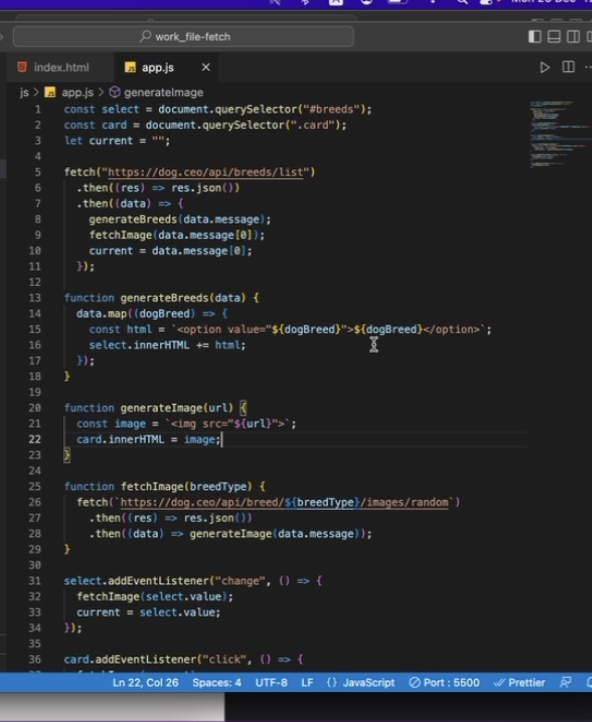 work_file-fetch
index.html
JS app.js
js > JS app.js > generateImage
1 const select = document.querySelector("#breeds");
2 const card = document.querySelector(".card");
3 let current = "";
4
5 fetch("https://dog.ceo/api/breeds/list")
6 .then((res) => res.json())
7 .then((data) => {
8 generateBreeds(data.message);
9 fetchImage(data.message[0]);
10 current = data.message[0];
11 });
12
13 function generateBreeds(data) {
14 data.map((dogBreed) => {
15 const html = `<option value="${dogBreed}">${dogBreed}</option>`;
16 select.innerHTML += html;
17 });
18 }
19
20 function generateImage(url) {
21 const image = `<img src="${url}">`;
22 card.innerHTML = image;
23 }
24
25 function fetchImage(breedType) {
26 fetch(`https://dog.ceo/api/breed/${breedType}/images/random`)
27 .then((res) => res.json())
28 .then((data) => generateImage(data.message));
29 }
30
31 select.addEventListener("change", () => {
32 fetchImage(select.value);
33 current = select.value;
34 });
35
36 card.addEventListener("click", () => {
Ln 22, Col 26 Spaces: 4 UTF-8 LF {} JavaScript Port : 5500 Prettier